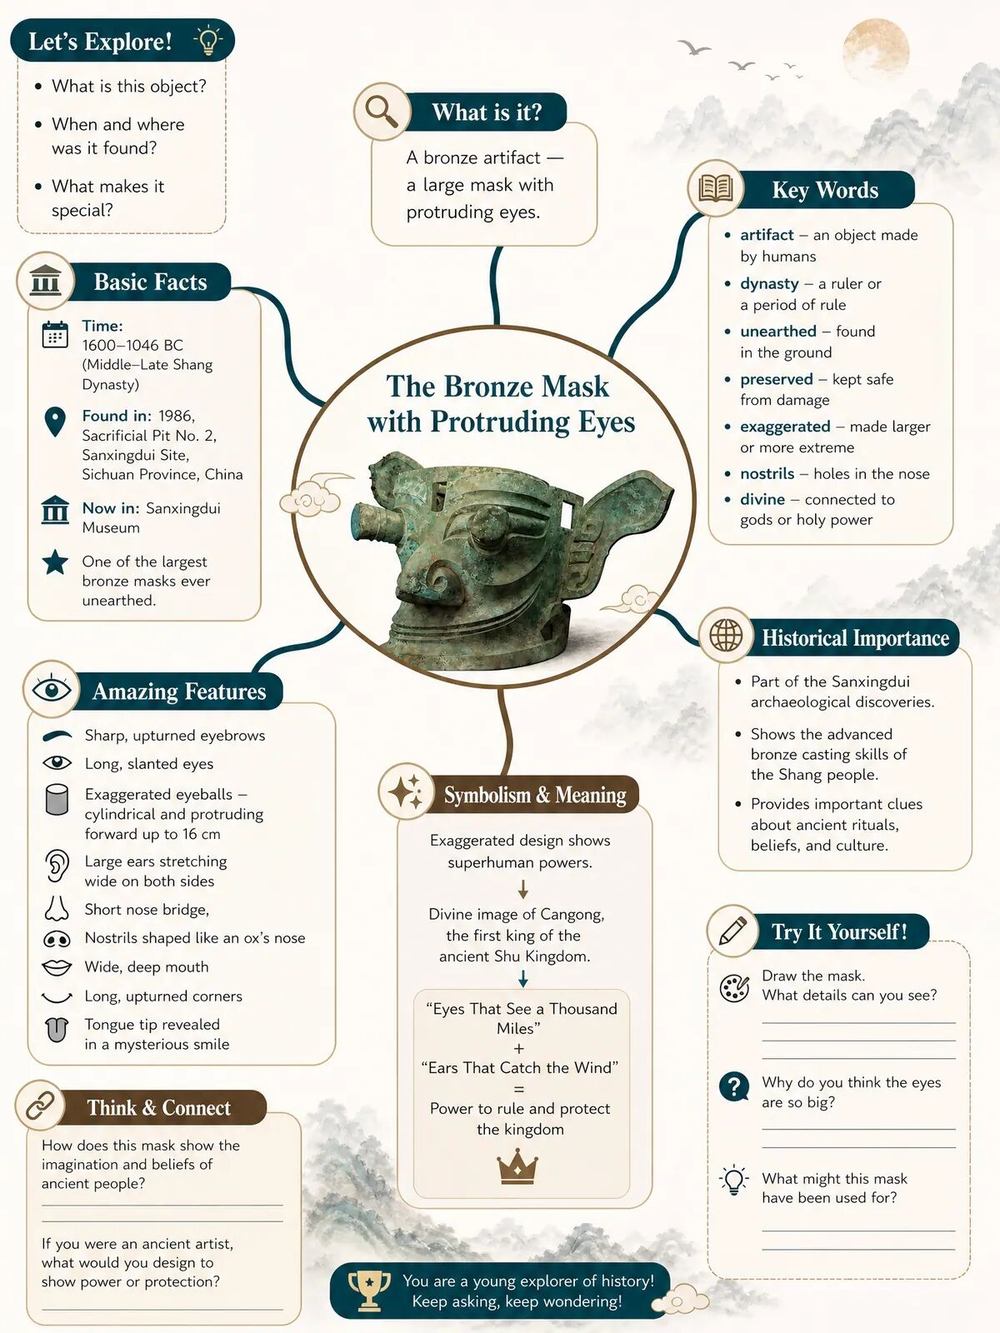 Let's Explore!
• What is this object?
• When and where
was it found?
• What makes it
special?
What is it?
A bronze artifact —
a large mask with
protruding eyes.
Key Words
• artifact – an object made
by humans
• dynasty – a ruler or
a period of rule
• unearthed – found
in the ground
• preserved – kept safe
from damage
• exaggerated – made larger
or more extreme
• nostrils – holes in the nose
• divine – connected to
gods or holy power
Basic Facts
Time:
1600–1046 BC
(Middle–Late Shang
Dynasty)
Found in: 1986,
Sacrificial Pit No. 2,
Sanxingdui Site,
Sichuan Province, China
Now in: Sanxingdui
Museum
One of the largest
bronze masks ever
unearthed.
The Bronze Mask
with Protruding Eyes
Historical Importance
• Part of the Sanxingdui
archaeological discoveries.
• Shows the advanced
bronze casting skills of
the Shang people.
• Provides important clues
about ancient rituals,
beliefs, and culture.
Amazing Features
Sharp, upturned eyebrows
Long, slanted eyes
Exaggerated eyeballs –
cylindrical and protruding
forward up to 16 cm
Large ears stretching
wide on both sides
Short nose bridge,
Nostrils shaped like an ox's nose
Wide, deep mouth
Long, upturned corners
Tongue tip revealed
in a mysterious smile
Symbolism & Meaning
Exaggerated design shows
superhuman powers.
Divine image of Cangong,
the first king of the
ancient Shu Kingdom.
"Eyes That See a Thousand
Miles"
+
"Ears That Catch the Wind"
=
Power to rule and protect
the kingdom
Try It Yourself!
Draw the mask.
What details can you see?
?
Why do you think the eyes
are so big?
What might this mask
have been used for?
Think & Connect
How does this mask show the
imagination and beliefs of
ancient people?
If you were an ancient artist,
what would you design to
show power or protection?
You are a young explorer of history!
Keep asking, keep wondering!